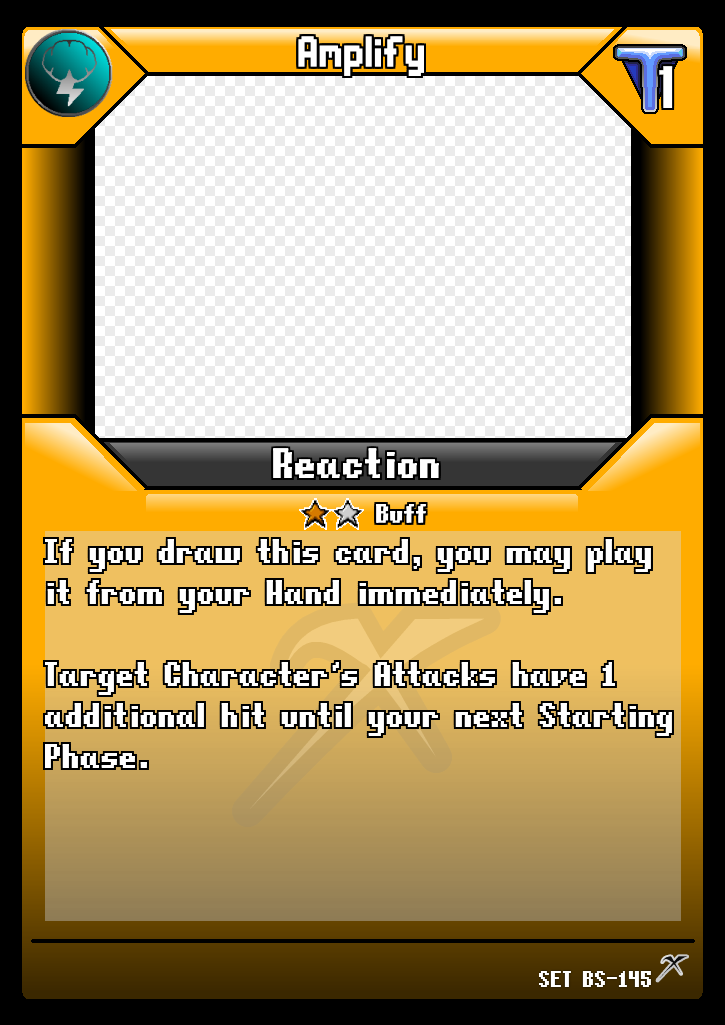 Amplify
T1
Reaction
Buff
If you draw this card, you may play
it from your Hand immediately.
Target Character's Attacks have 1
additional hit until your next Starting
Phase.
SET BS-145